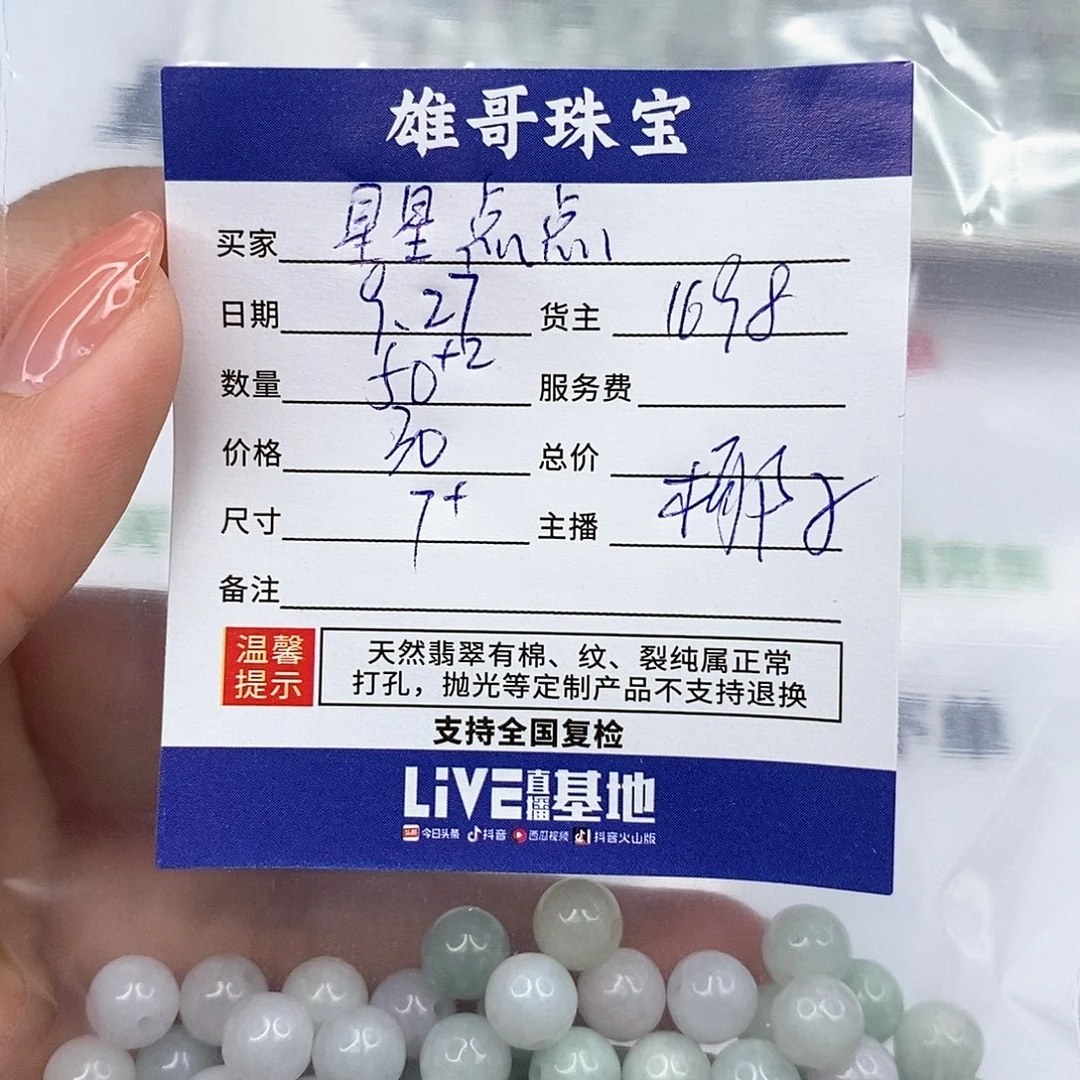 雄哥珠宝
买家 星星点点
日期 9.27 货主 1698
数量 50+2 服务费
价格 30 总价
尺寸 7+ 主播 椰子
备注
温馨提示 天然翡翠有棉、纹、裂纯属正常
打孔，抛光等定制产品不支持退换
支持全国复检
LiVE直播基地
头条 今日头条 抖音 西瓜视频 抖音火山版